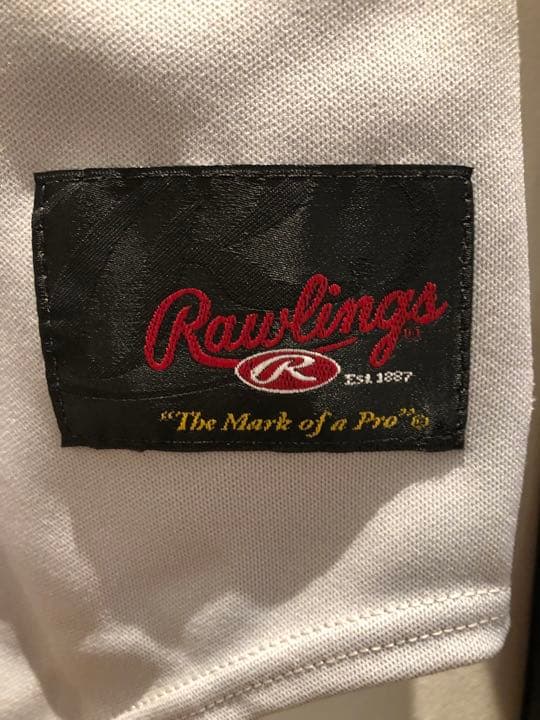 Rawlings®
R Est. 1887
"The Mark of a Pro"®